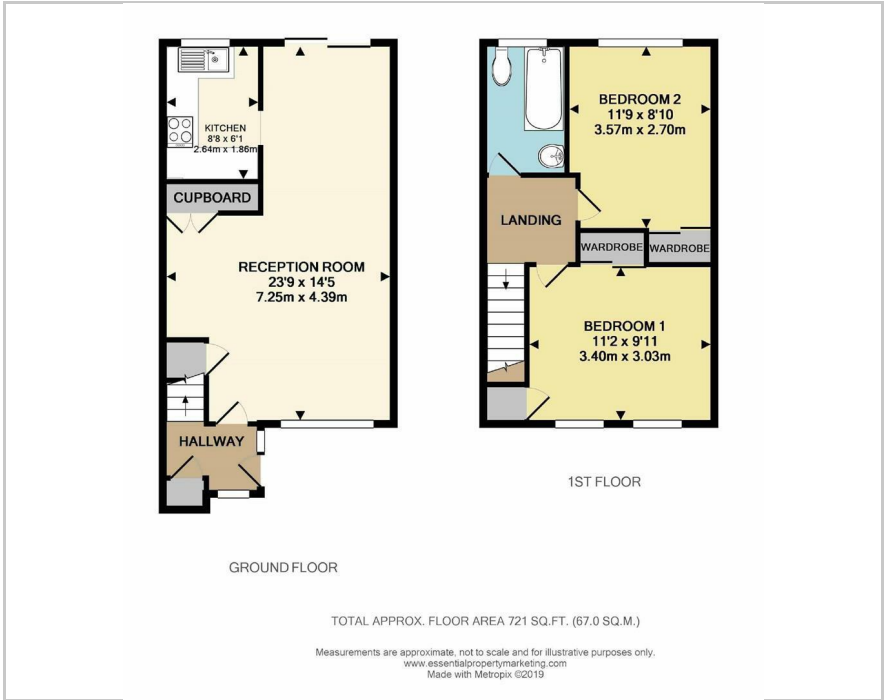 KITCHEN
8'8 x 6'1
2.64m x 1.86m
CUPBOARD
RECEPTION ROOM
23'9 x 14'5
7.25m x 4.39m
HALLWAY
GROUND FLOOR
BEDROOM 2
11'9 x 8'10
3.57m x 2.70m
LANDING
WARDROBE
WARDROBE
BEDROOM 1
11'2 x 9'11
3.40m x 3.03m
1ST FLOOR
TOTAL APPROX. FLOOR AREA 721 SQ.FT. (67.0 SQ.M.)
Measurements are approximate, not to scale and for illustrative purposes only.
www.essentialpropertymarketing.com
Made with Metropix ©2019